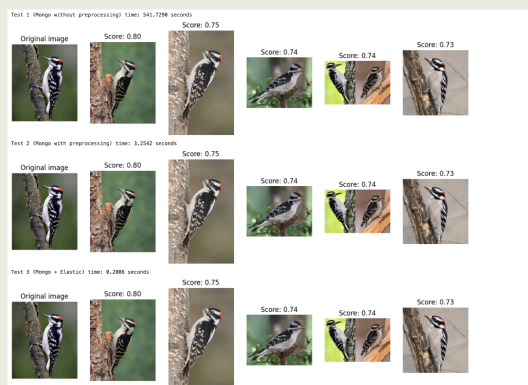 Test 1 (Mongo without preprocessing) time: 541.7290 seconds
Original image
Score: 0.80
Score: 0.75
Score: 0.74
Score: 0.74
Score: 0.73
Test 2 (Mongo with preprocessing) time: 3.2542 seconds
Original image
Score: 0.80
Score: 0.75
Score: 0.74
Score: 0.74
Score: 0.73
Test 3 (Mongo + Elastic) time: 0.2086 seconds
Original image
Score: 0.80
Score: 0.75
Score: 0.74
Score: 0.74
Score: 0.73